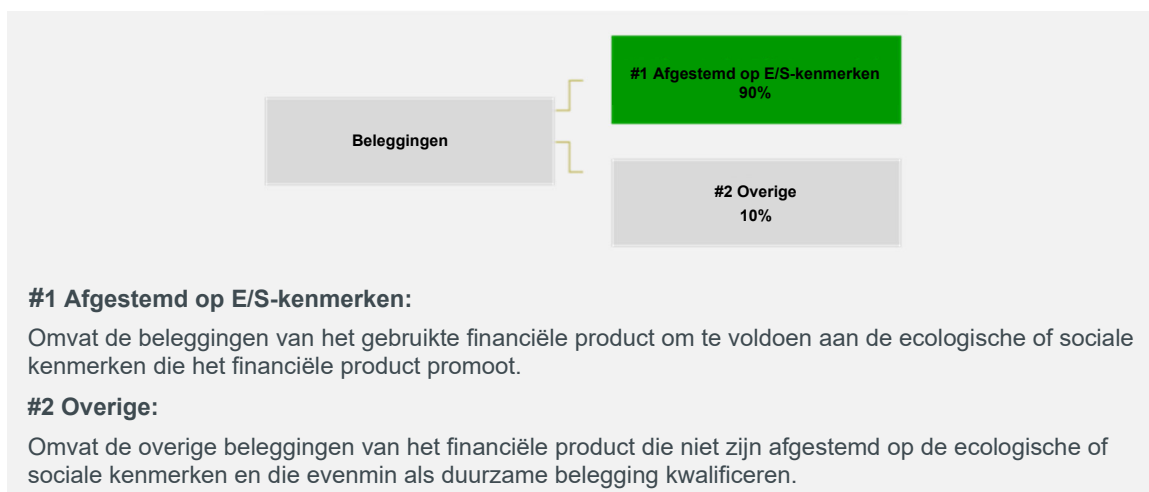 #1 Afgestemd op E/S-kenmerken
90%
Beleggingen
#2 Overige
10%
#1 Afgestemd op E/S-kenmerken:
Omvat de beleggingen van het gebruikte financiële product om te voldoen aan de ecologische of sociale
kenmerken die het financiële product promoot.
#2 Overige:
Omvat de overige beleggingen van het financiële product die niet zijn afgestemd op de ecologische of
sociale kenmerken en die evenmin als duurzame belegging kwalificeren.